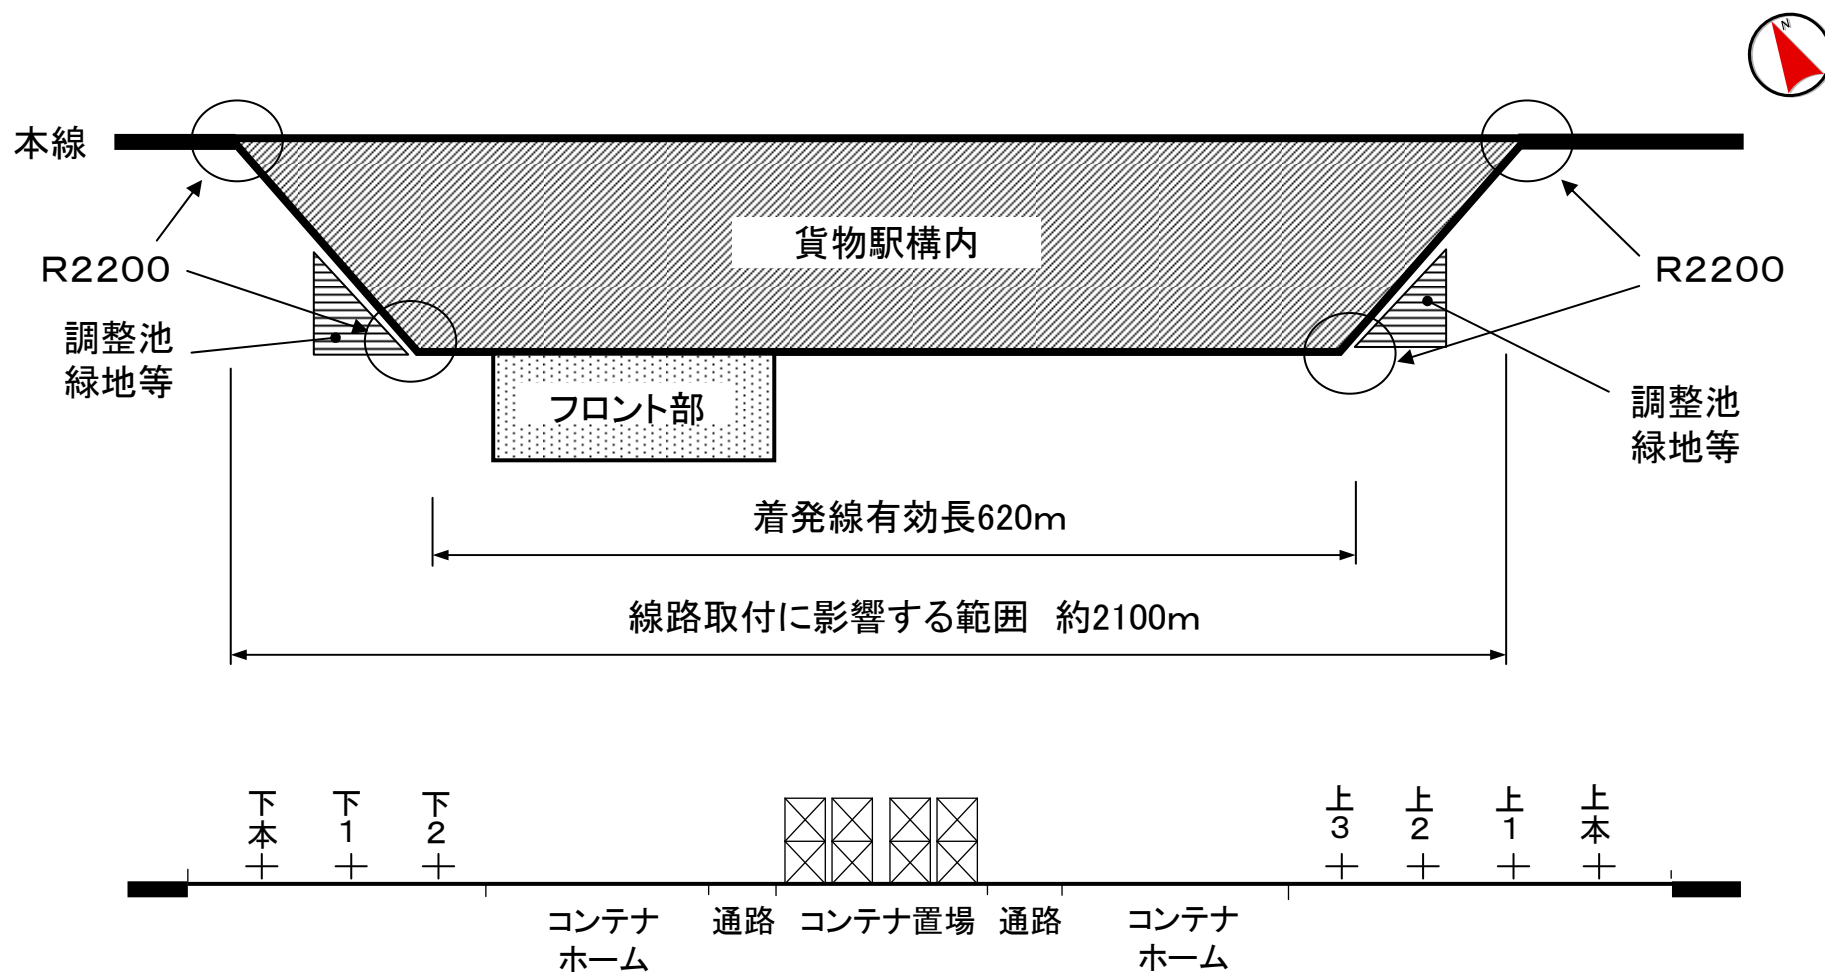 N
本線
貨物駅構内
R2200
R2200
調整池
緑地等
フロント部
調整池
緑地等
着発線有効長620m
線路取付に影響する範囲　約2100m
下本
下1
下2
上3
上2
上1
上本
コンテナ
ホーム
通路
コンテナ置場
通路
コンテナ
ホーム